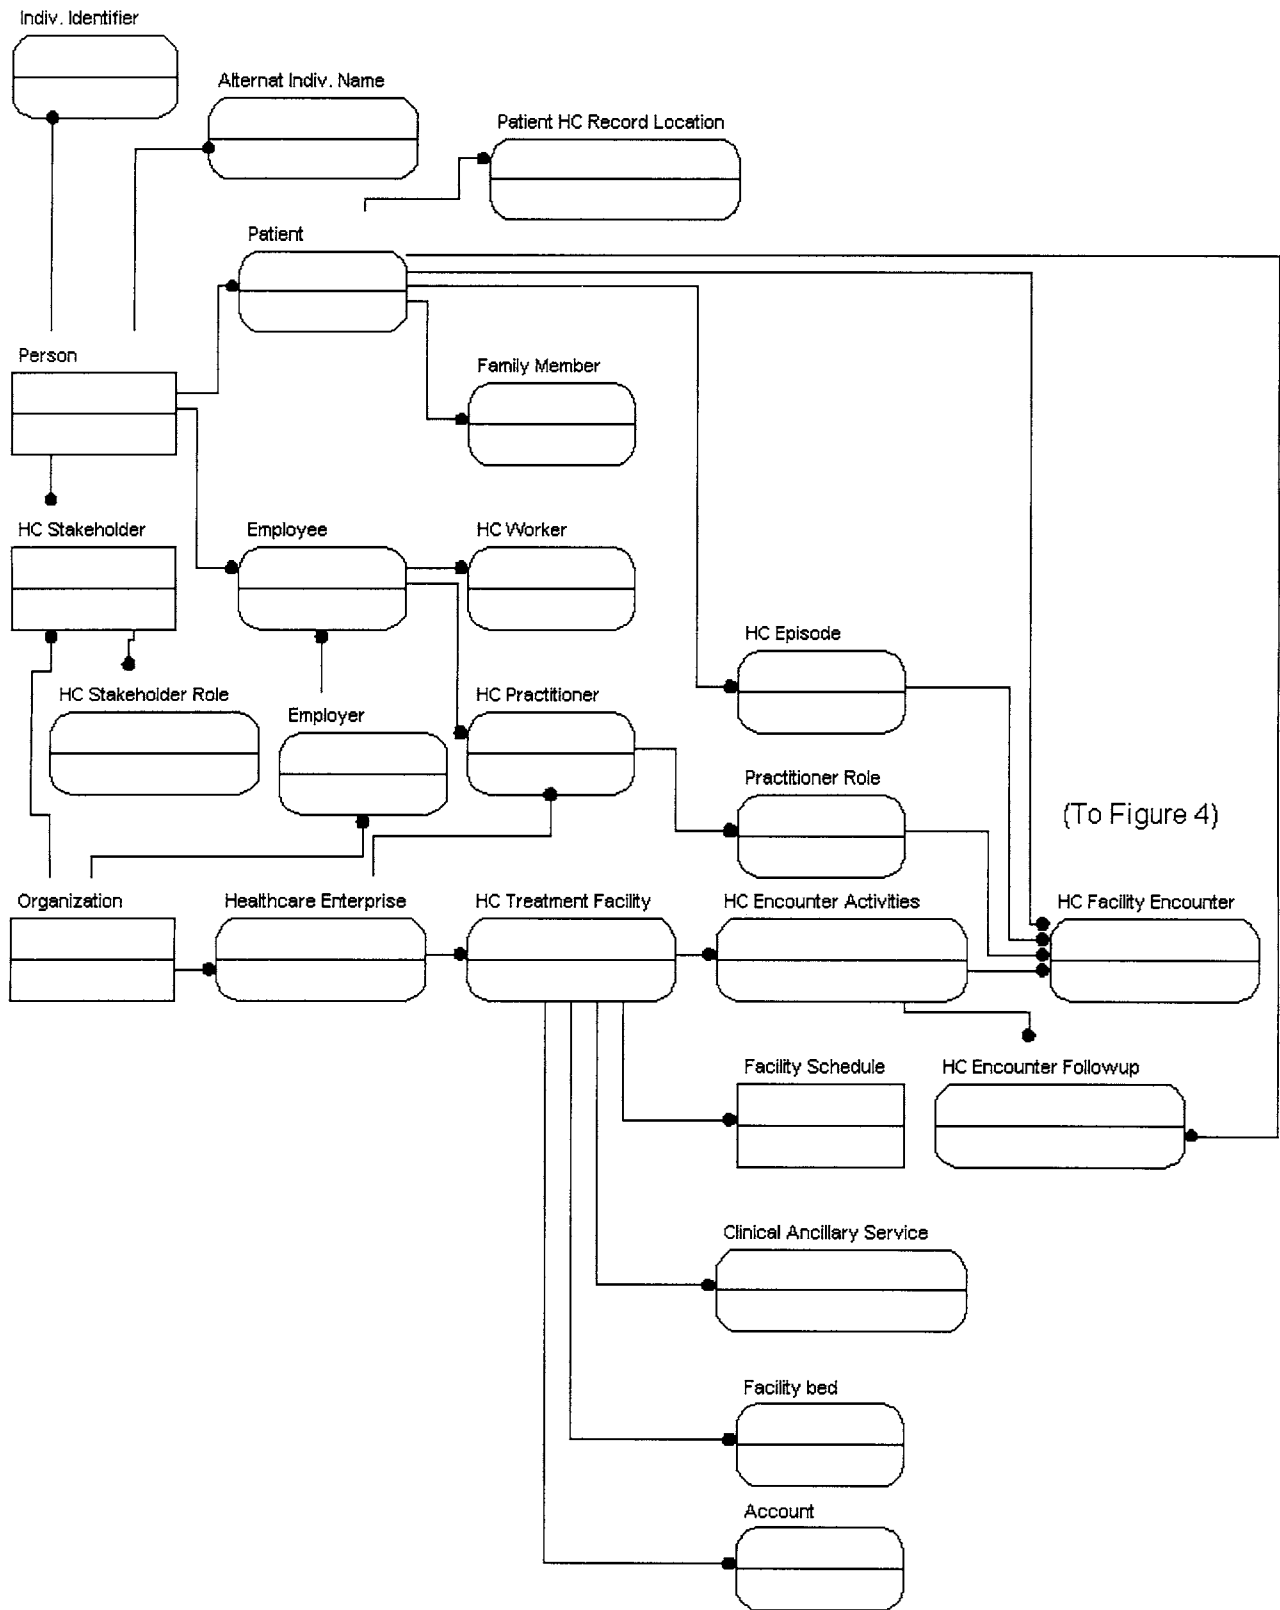 Indiv. Identifier
Alternat Indiv. Name
Patient HC Record Location
Patient
Person
Family Member
HC Stakeholder
Employee
HC Worker
HC Episode
HC Stakeholder Role
Employer
HC Practitioner
Practitioner Role
(To Figure 4)
Organization
Healthcare Enterprise
HC Treatment Facility
HC Encounter Activities
HC Facility Encounter
Facility Schedule
HC Encounter Followup
Clinical Ancillary Service
Facility bed
Account